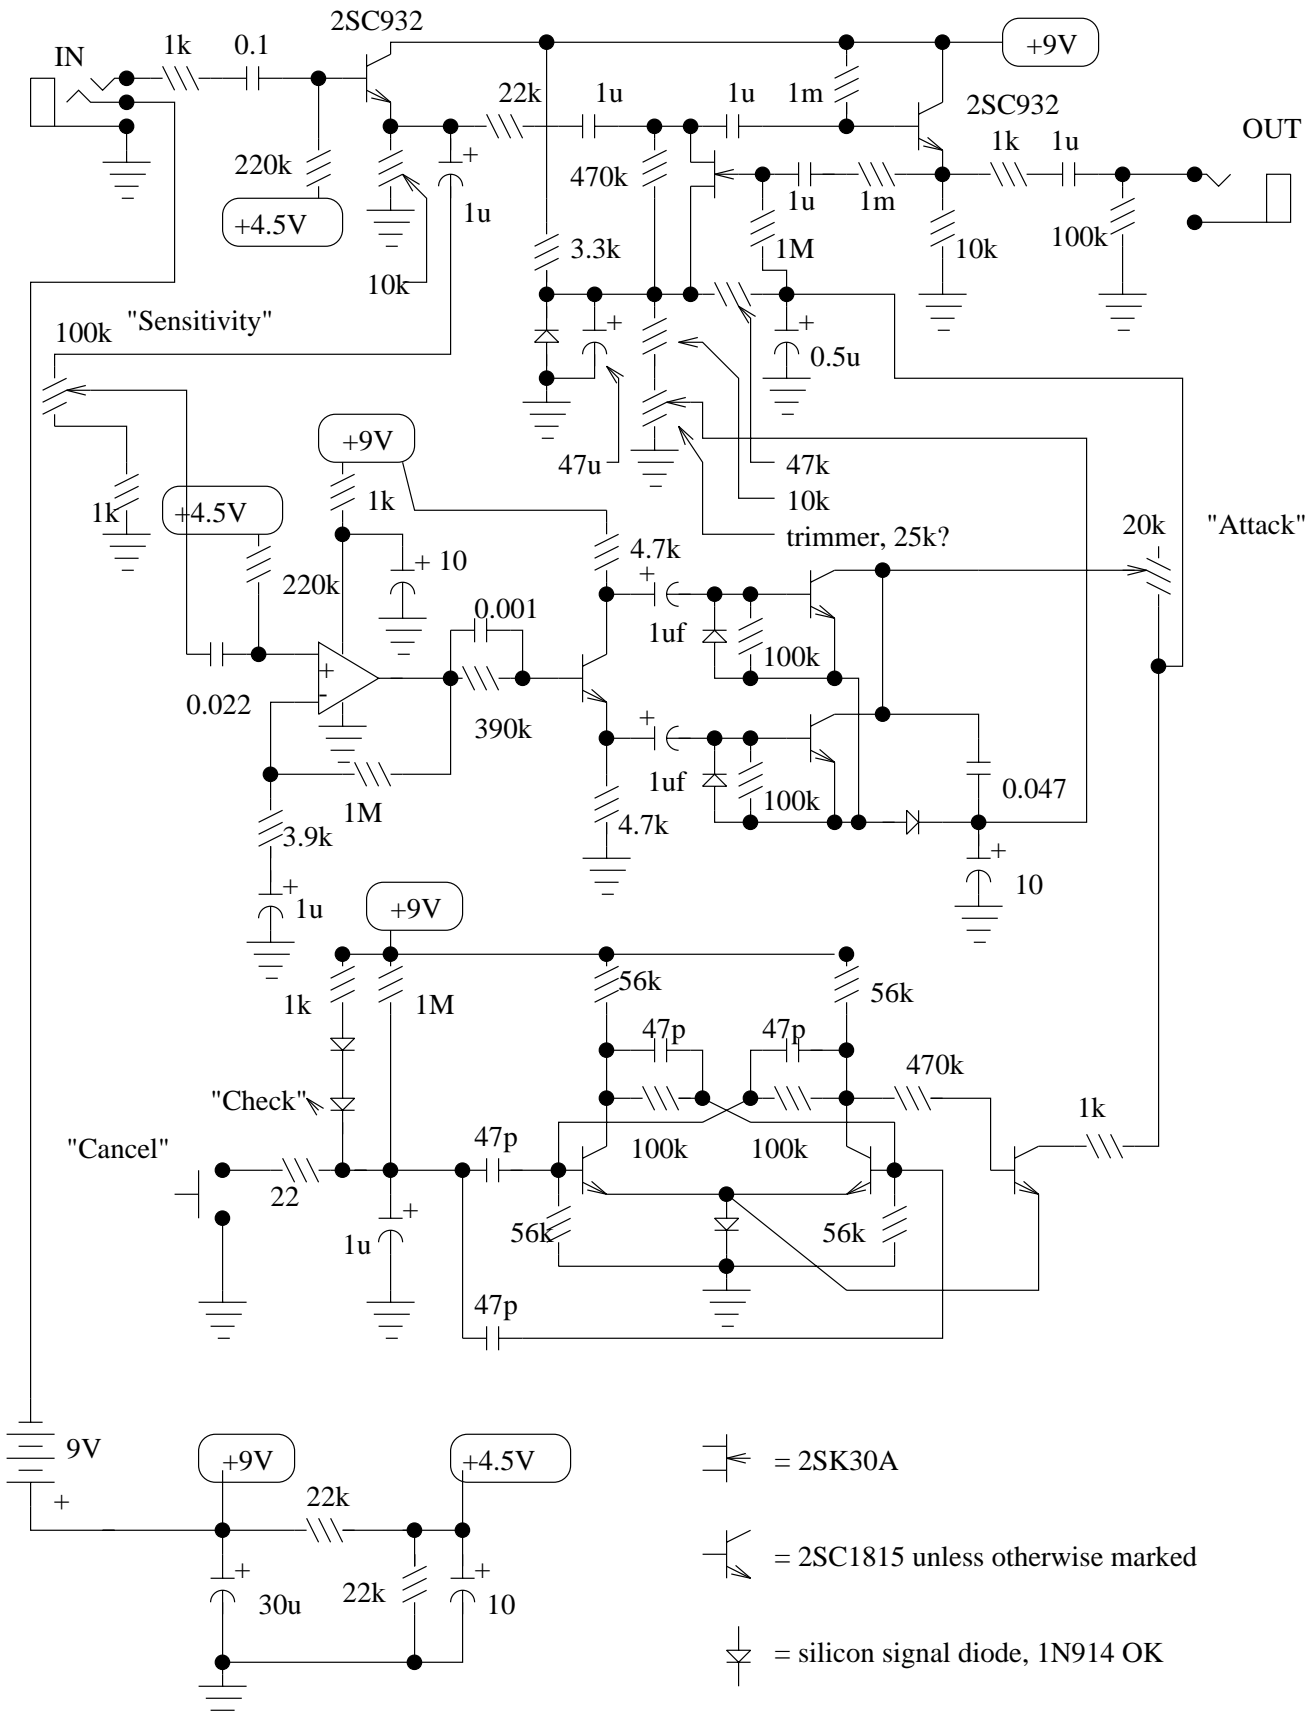 2SC932
IN
1k
0.1
+9V
22k
1u
1u
1m
2SC932
1k
1u
OUT
220k
+4.5V
1u
10k
470k
1u
1m
3.3k
1M
10k
100k
"Sensitivity"
100k
0.5u
+9V
47u
47k
10k
trimmer, 25k?
1k
+4.5V
1k
20k
"Attack"
220k
+ 10
4.7k
0.001
+
1uf
100k
+
-
0.022
390k
+
1uf
100k
0.047
1M
3.9k
4.7k
+
1u
+
10
+9V
1k
1M
56k
56k
47p
47p
470k
"Check"
1k
"Cancel"
47p
100k
100k
22
+
1u
56k
56k
47p
9V
+
+9V
+4.5V
= 2SK30A
22k
+
30u
22k
+
10
= 2SC1815 unless otherwise marked
= silicon signal diode, 1N914 OK